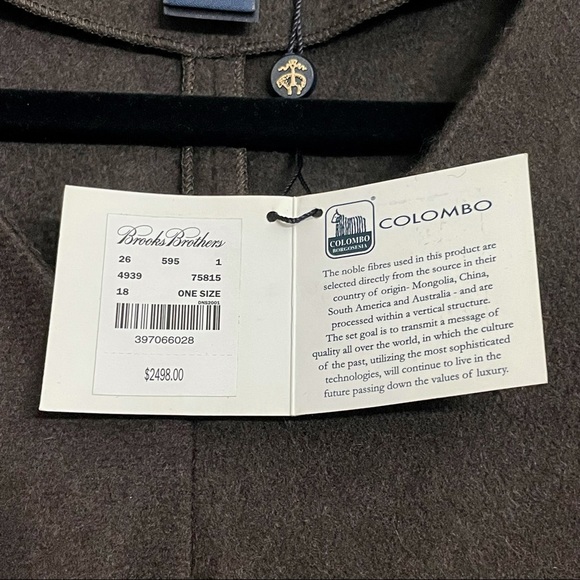 Brooks Brothers
26 595 1
4939 75815
18 ONE SIZE
DNS2001
397066028
$2498.00
COLOMBO
BORGOSESIA
COLOMBO
The noble fibres used in this product are
selected directly from the source in their
country of origin- Mongolia, China,
South America and Australia - and are
processed within a vertical structure.
The set goal is to transmit a message of
quality all over the world, in which the culture
of the past, utilizing the most sophisticated
technologies, will continue to live in the
future passing down the values of luxury.